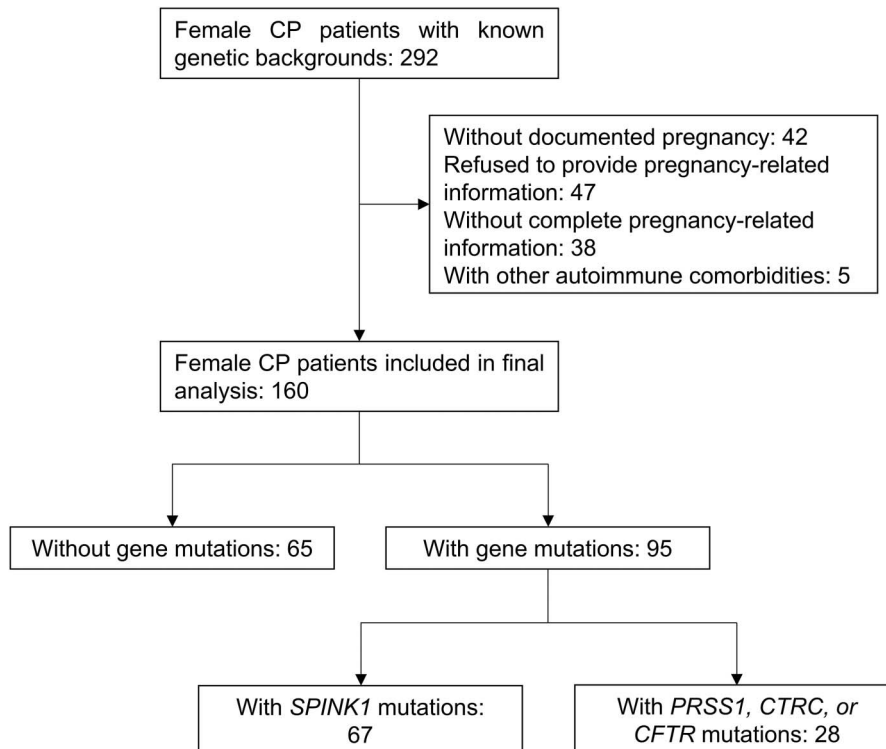 Female CP patients with known
genetic backgrounds: 292
Without documented pregnancy: 42
Refused to provide pregnancy-related
information: 47
Without complete pregnancy-related
information: 38
With other autoimmune comorbidities: 5
Female CP patients included in final
analysis: 160
Without gene mutations: 65
With gene mutations: 95
With SPINK1 mutations:
67
With PRSS1, CTRC, or
CFTR mutations: 28